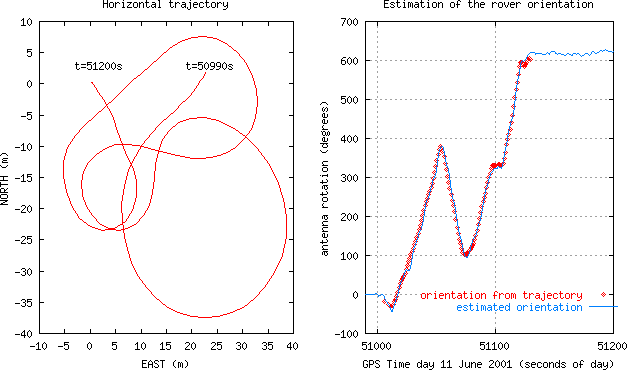 Horizontal trajectory
10
5
0
-5
-10
-15
-20
-25
-30
-35
-40
NORTH (m)
t=51200s
t=50990s
-10 -5 0 5 10 15 20 25 30 35 40
EAST (m)
Estimation of the rover orientation
700
600
500
400
300
200
100
0
-100
antenna rotation (degrees)
orientation from trajectory
estimated orientation
51000 51100 51200
GPS Time day 11 June 2001 (seconds of day)